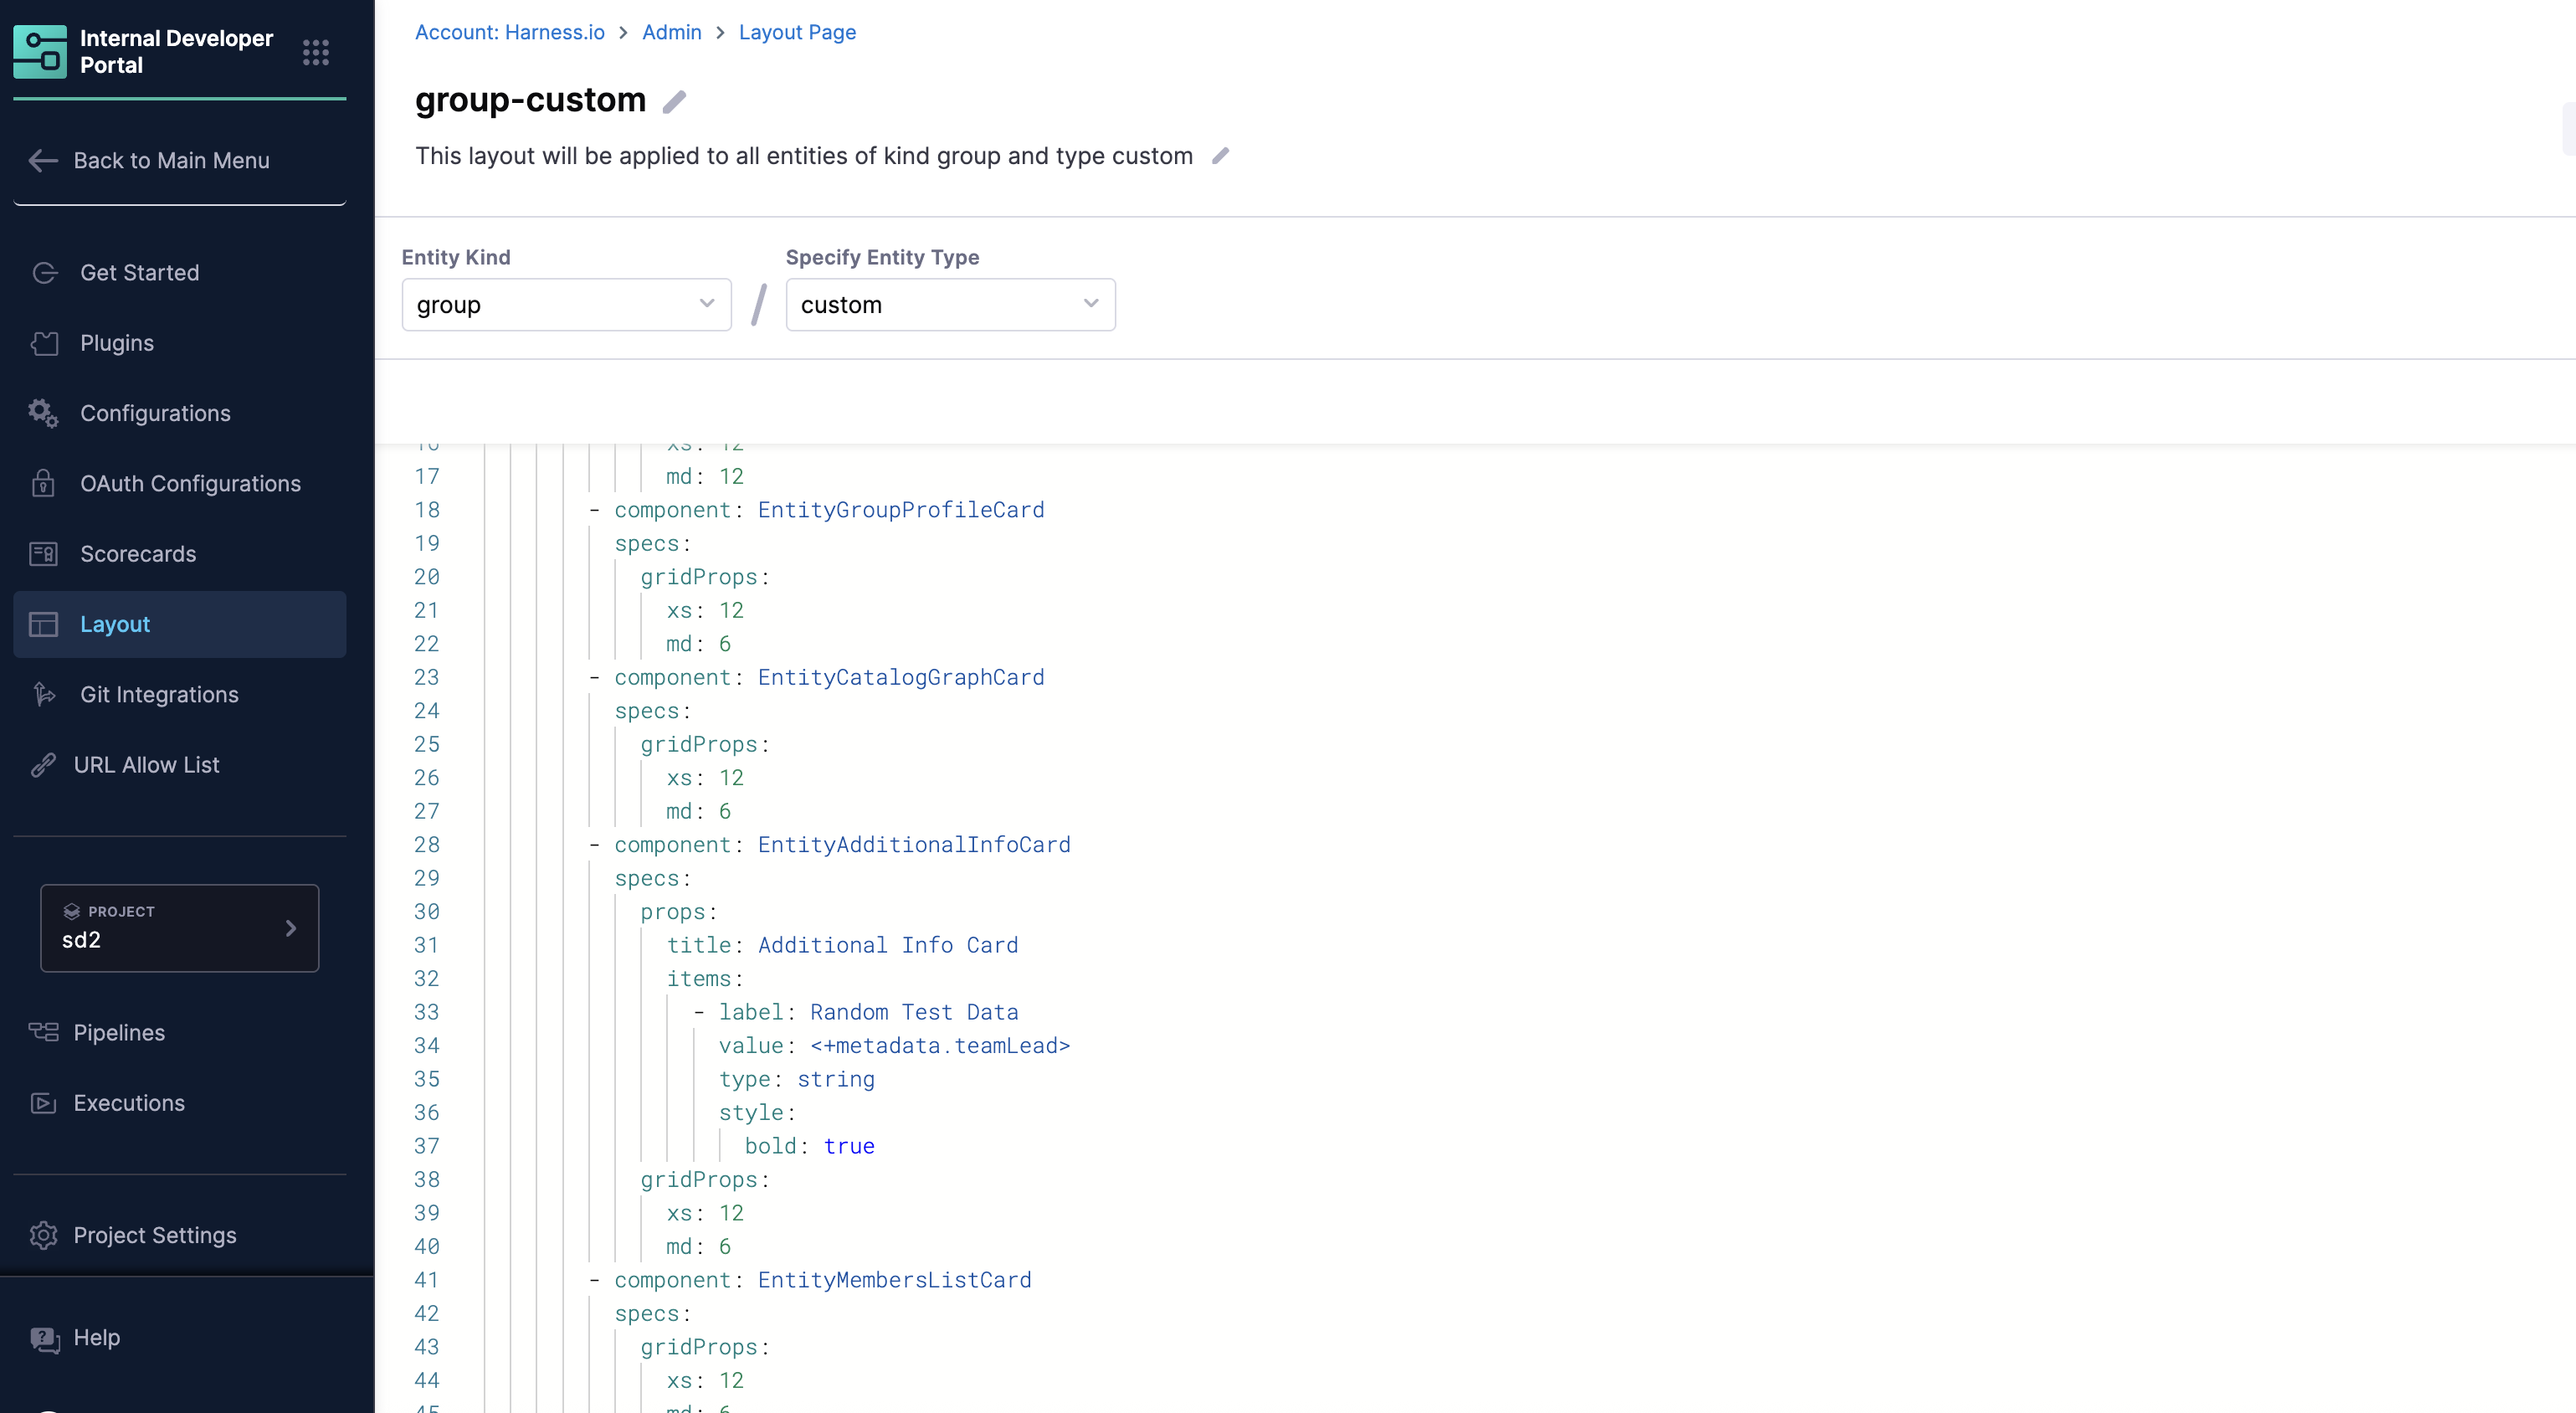 Internal Developer
Portal
Back to Main Menu
Get Started
Plugins
Configurations
OAuth Configurations
Scorecards
Layout
Git Integrations
URL Allow List
PROJECT
sd2
Pipelines
Executions
Project Settings
Help
Account: Harness.io > Admin > Layout Page
group-custom
This layout will be applied to all entities of kind group and type custom
Entity Kind
group
/
Specify Entity Type
custom
16 xs: 12
17 md: 12
18 - component: EntityGroupProfileCard
19 specs:
20 gridProps:
21 xs: 12
22 md: 6
23 - component: EntityCatalogGraphCard
24 specs:
25 gridProps:
26 xs: 12
27 md: 6
28 - component: EntityAdditionalInfoCard
29 specs:
30 props:
31 title: Additional Info Card
32 items:
33 - label: Random Test Data
34 value: <+metadata.teamLead>
35 type: string
36 style:
37 bold: true
38 gridProps:
39 xs: 12
40 md: 6
41 - component: EntityMembersListCard
42 specs:
43 gridProps:
44 xs: 12
45 md: 6